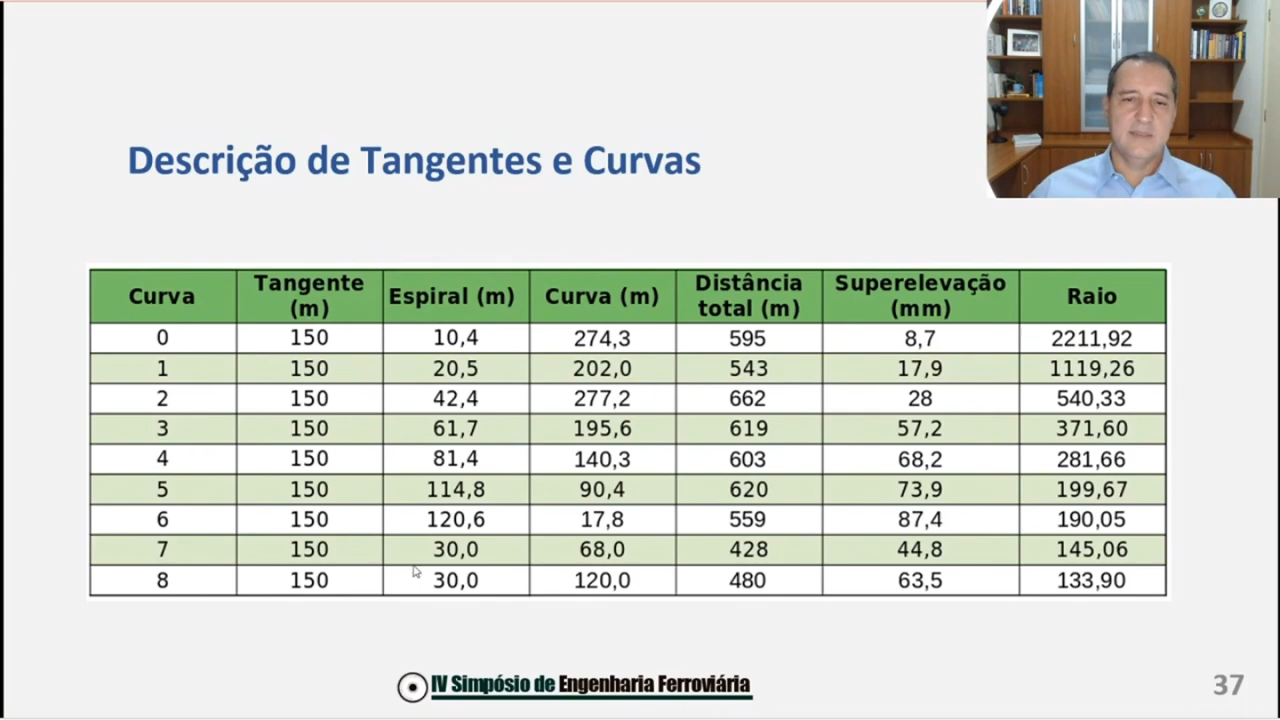 Descrição de Tangentes e Curvas
Curva Tangente (m) Espiral (m) Curva (m) Distância total (m) Superelevação (mm) Raio
0 150 10,4 274,3 595 8,7 2211,92
1 150 20,5 202,0 543 17,9 1119,26
2 150 42,4 277,2 662 28 540,33
3 150 61,7 195,6 619 57,2 371,60
4 150 81,4 140,3 603 68,2 281,66
5 150 114,8 90,4 620 73,9 199,67
6 150 120,6 17,8 559 87,4 190,05
7 150 30,0 68,0 428 44,8 145,06
8 150 30,0 120,0 480 63,5 133,90
IV Simpósio de Engenharia Ferroviária
37